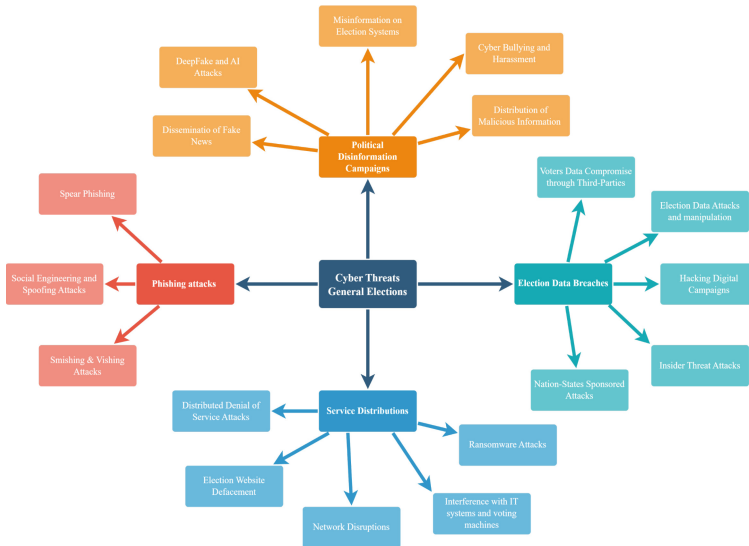 Misinformation on
Election Systems
Cyber Bullying and
Harassment
DeepFake and AI
Attacks
Distribution of
Malicious Information
Disseminatio of Fake
News
Political
Disinformation
Campaigns
Voters Data Compromise
through Third-Parties
Spear Phishing
Election Data Attacks
and manipulation
Social Engineering and
Spoofing Attacks
Phishing attacks
Cyber Threats
General Elections
Election Data Breaches
Hacking Digital
Campaigns
Smishing & Vishing
Attacks
Insider Threat Attacks
Nation-States Sponsored
Attacks
Distributed Denial of
Service Attacks
Service Distributions
Ransomware Attacks
Election Website
Defacement
Interference with IT
systems and voting
machines
Network Disruptions